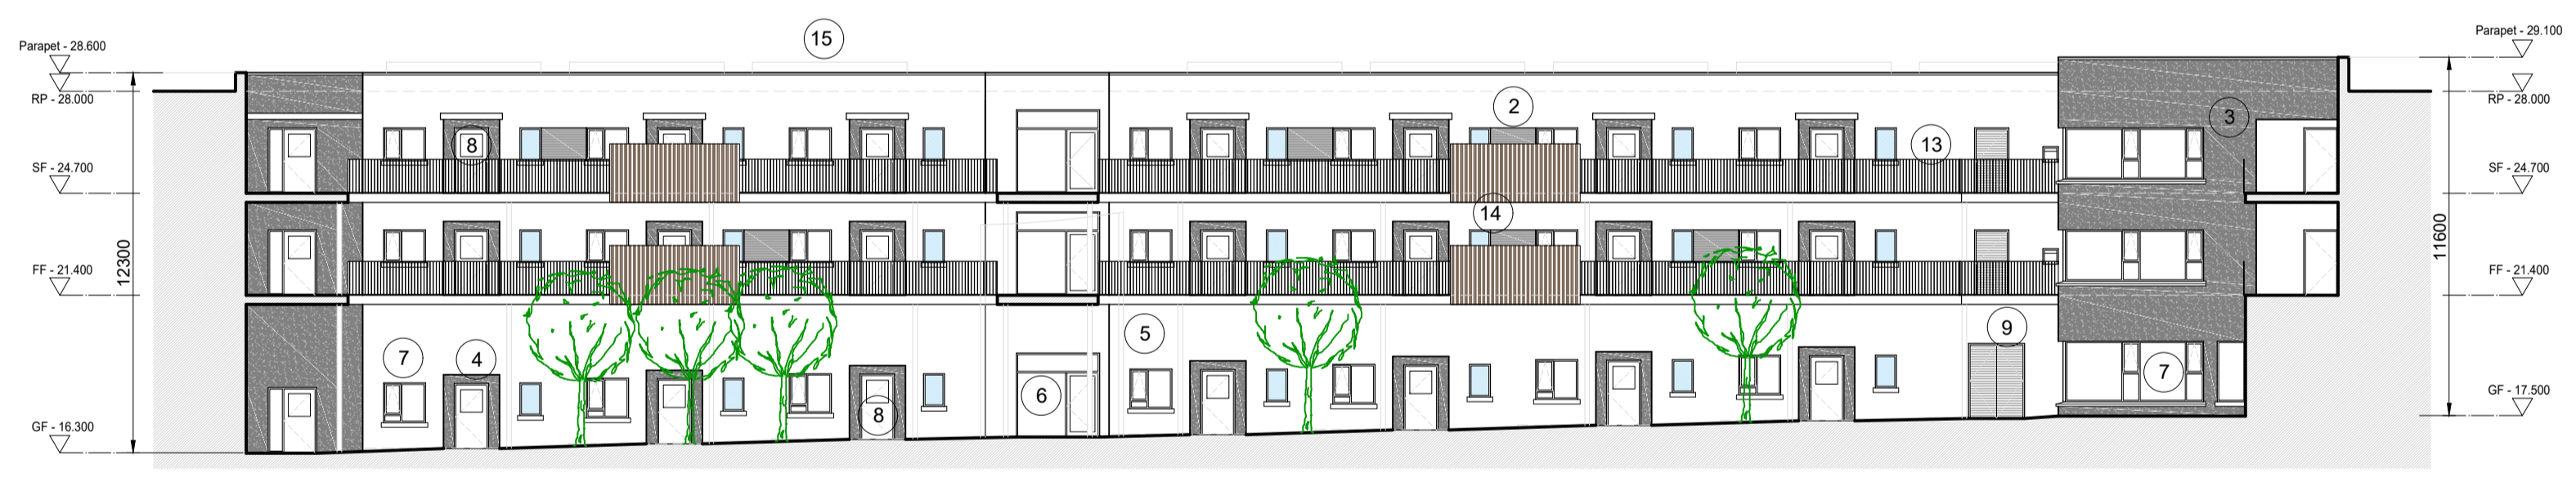 Parapet - 28.600
15
Parapet - 29.100
RP - 28.000
2
RP - 28.000
3
8
13
SF - 24.700
SF - 24.700
14
12300
11600
FF - 21.400
FF - 21.400
5
9
7
4
7
6
8
GF - 16.300
GF - 17.500